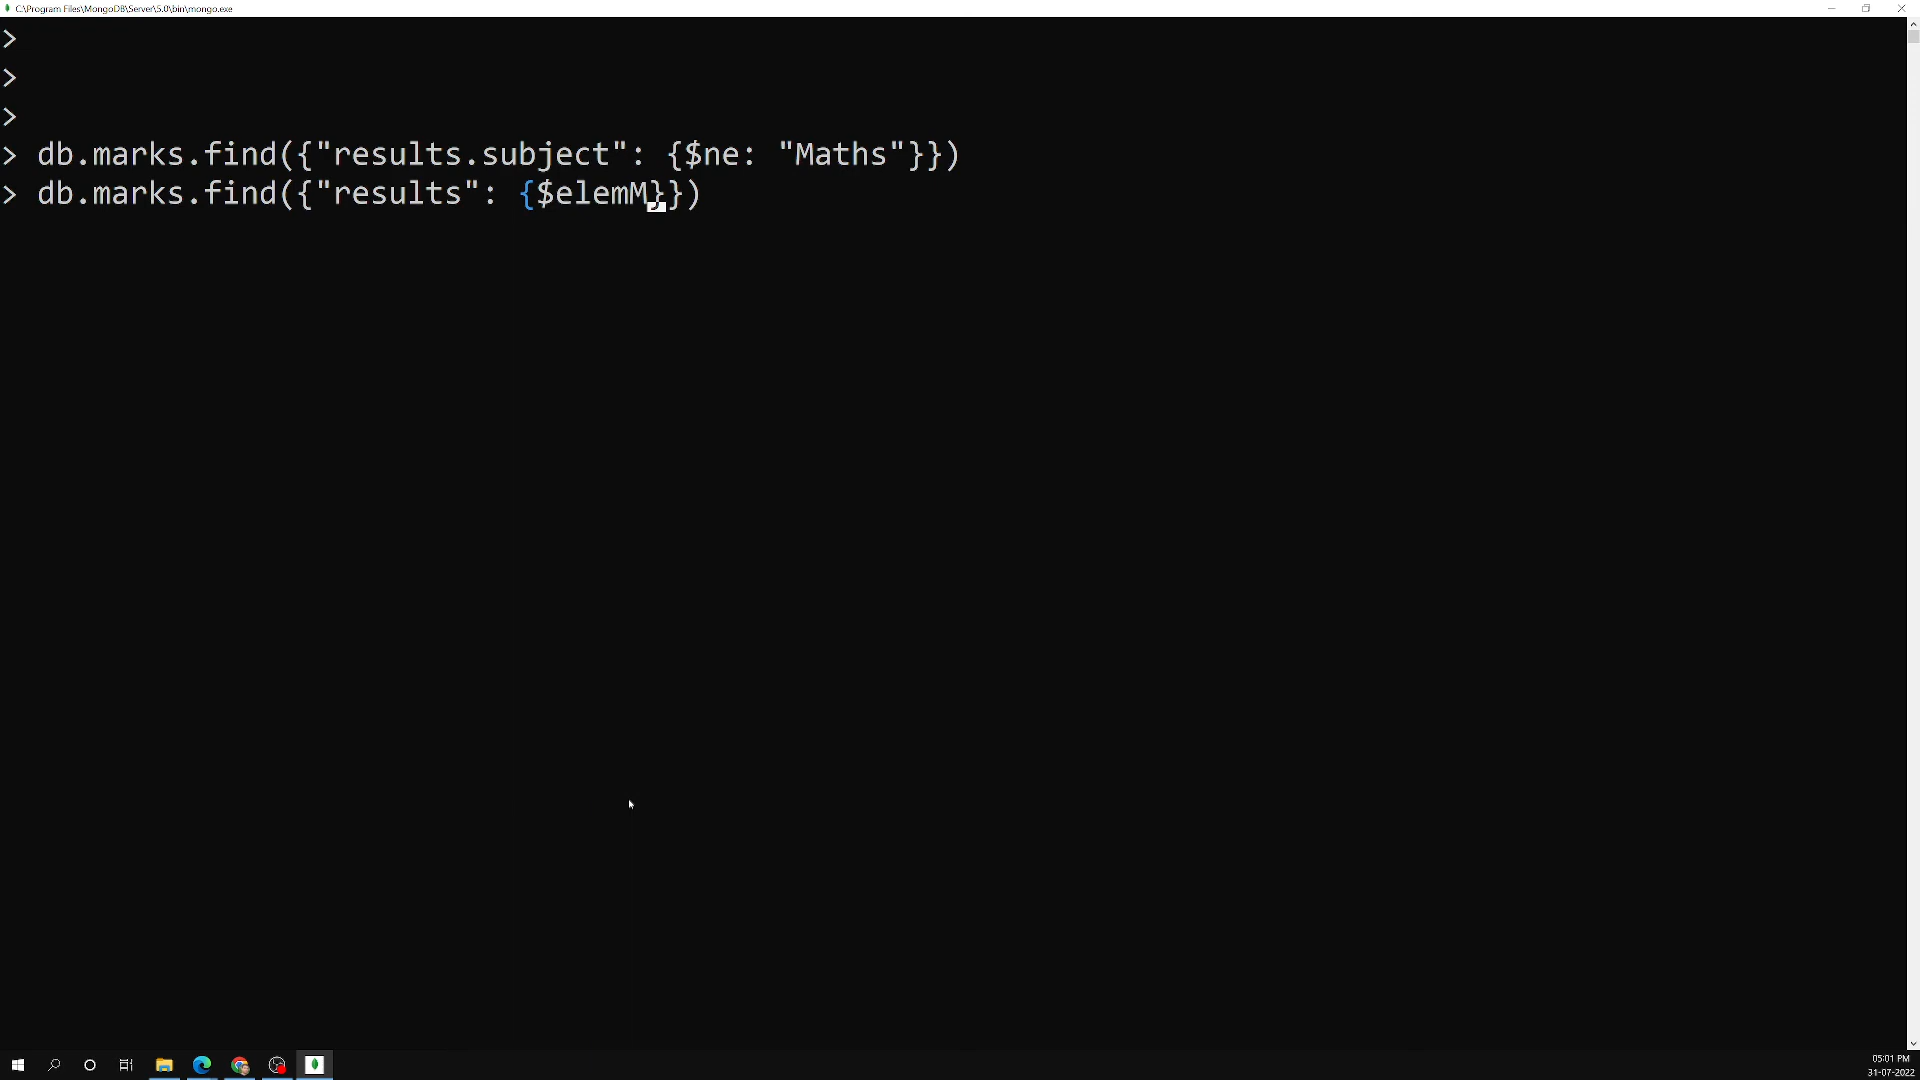 C:\Program Files\MongoDB\Server\5.0\bin\mongo.exe
>
>
>
> db.marks.find({"results.subject": {$ne: "Maths"}})
> db.marks.find({"results": {$elemM}})
05:01 PM
31-07-2022